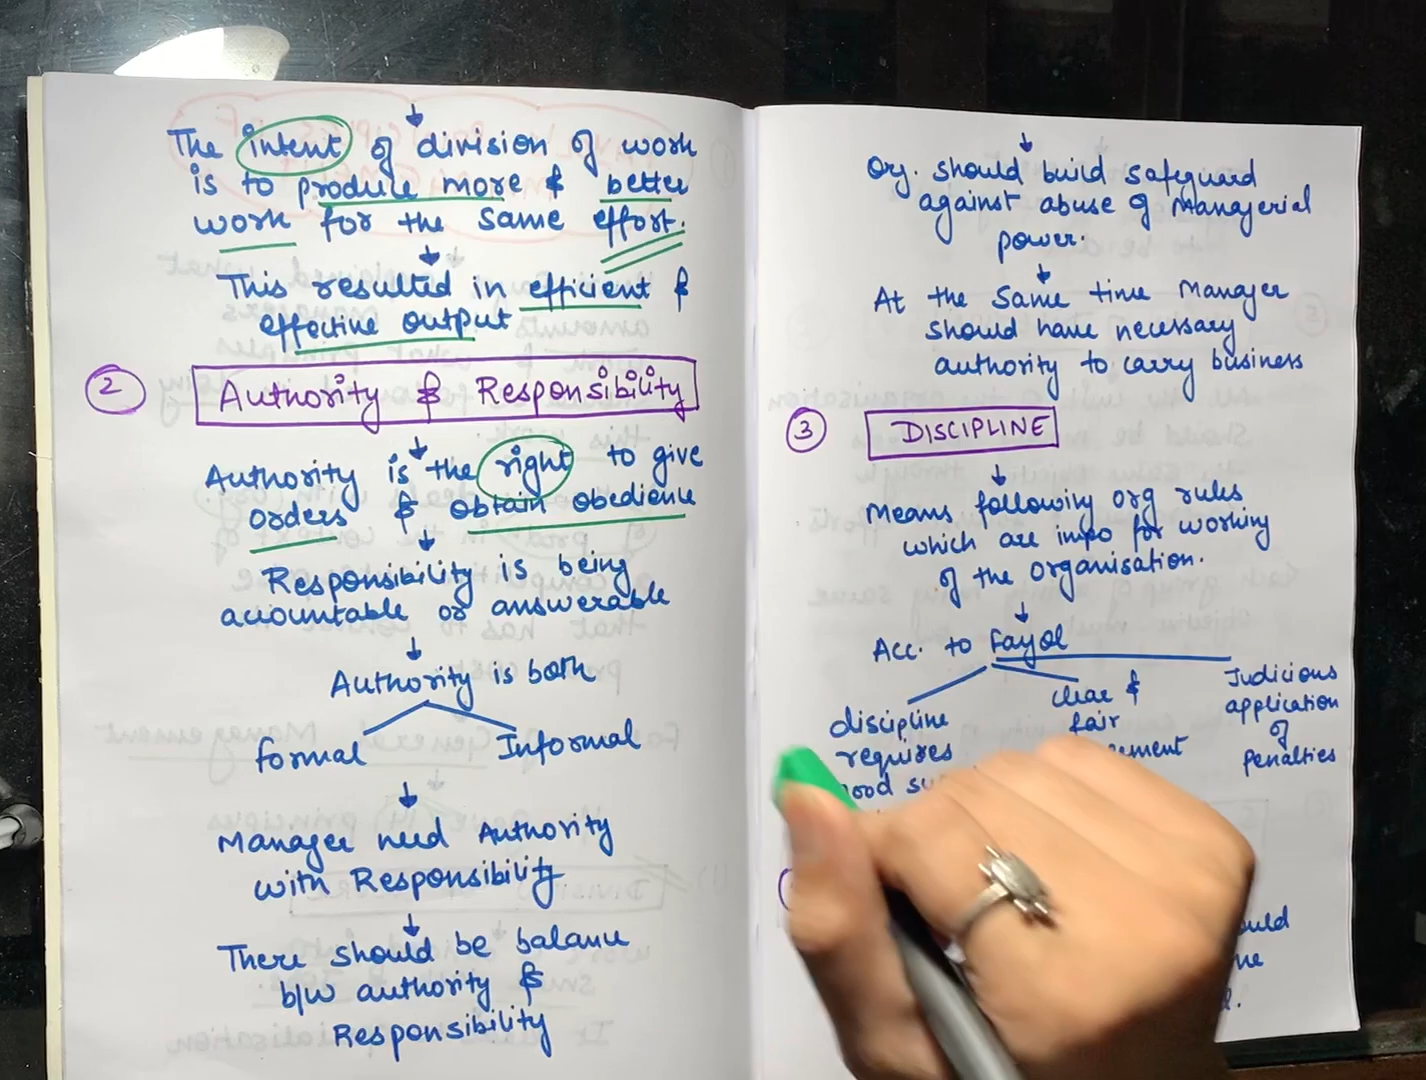 The intent of division of work
is to produce more & better
work for the same effort.
This resulted in efficient &
effective output
2 Authority & Responsibility
Authority is the right to give
orders & obtain obedience
Responsibility is being
accountable or answerable
Authority is both
formal Informal
Manager need Authority
with Responsibility
There should be balance
b/w authority &
Responsibility
Org. should build safeguard
against abuse of Managerial
power.
At the same time Manager
should have necessary
authority to carry business
3 DISCIPLINE
Means following org rules
which are impo for working
of the organisation.
Acc. to Fayol
discipline
requires
good
clear &
fair
Judicious
application
of
penalties